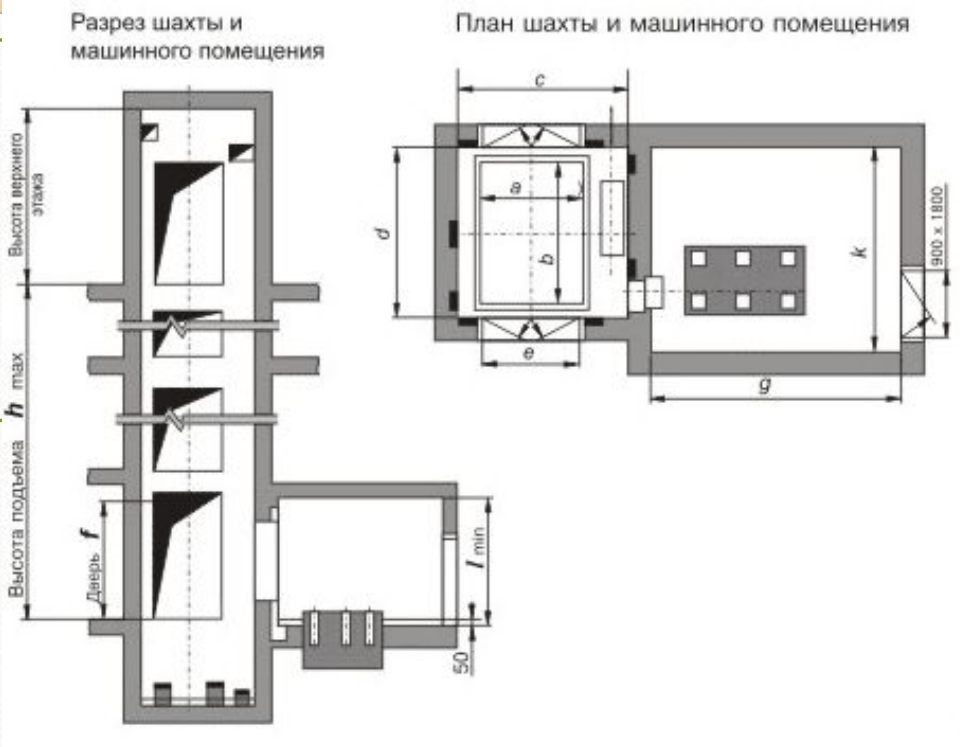 Разрез шахты и
машинного помещения
План шахты и машинного помещения
Высота верхнего
этажа
Высота подъема h max
Дверь f
l min
50
c
a
b
d
e
k
g
900 x 1800